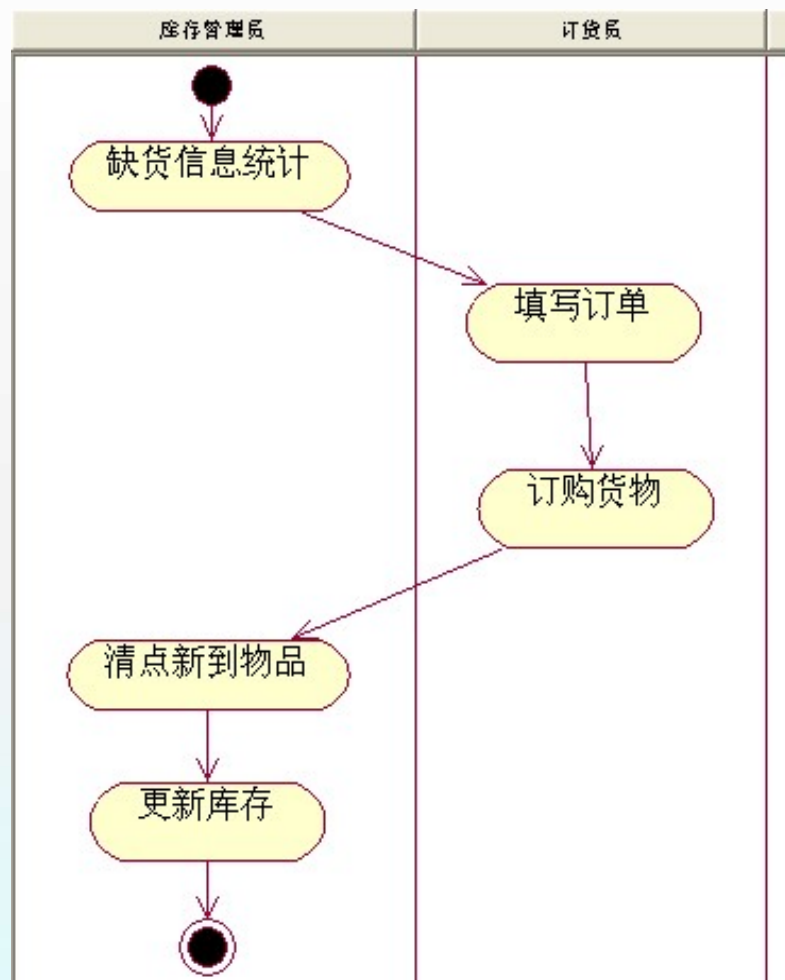 库存管理员
订货员
缺货信息统计
填写订单
订购货物
清点新到物品
更新库存